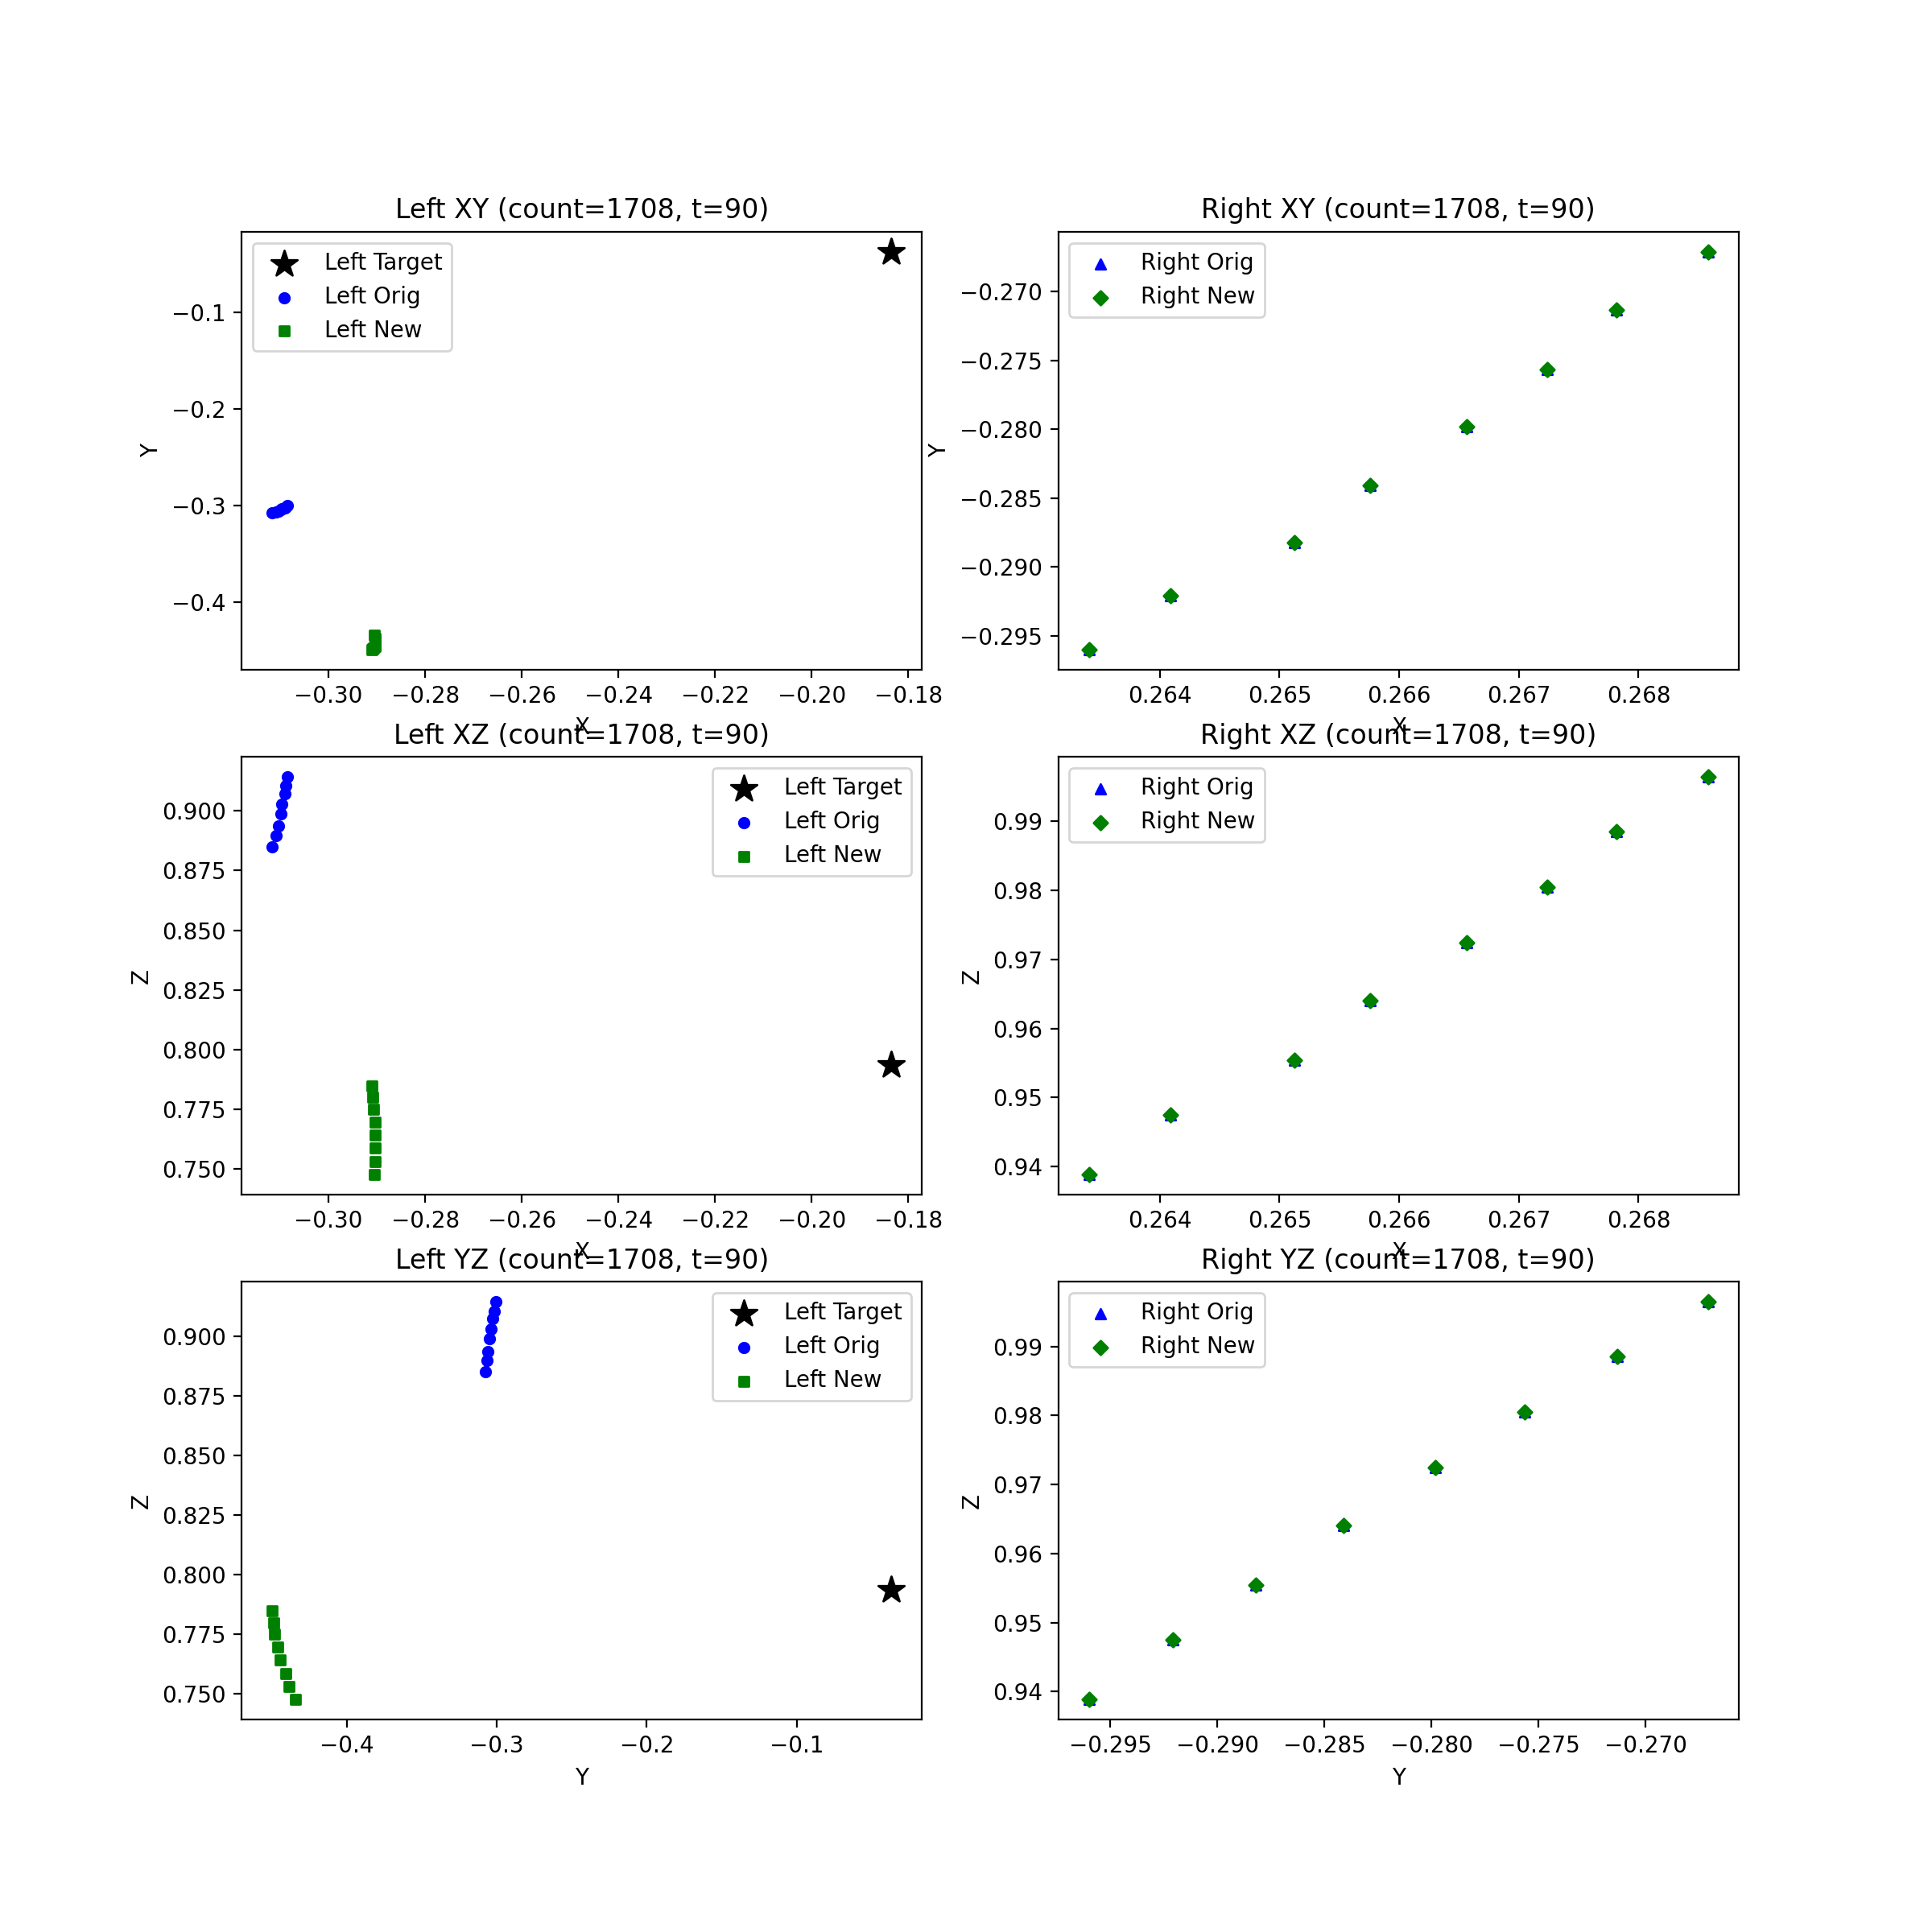 Left XY (count=1708, t=90)
Left Target
Left Orig
Left New
Y
−0.1
−0.2
−0.3
−0.4
−0.30
−0.28
−0.26
−0.24
−0.22
−0.20
−0.18
X
Right XY (count=1708, t=90)
Right Orig
Right New
Y
−0.270
−0.275
−0.280
−0.285
−0.290
−0.295
0.264
0.265
0.266
0.267
0.268
X
Left XZ (count=1708, t=90)
Left Target
Left Orig
Left New
Z
0.900
0.875
0.850
0.825
0.800
0.775
0.750
−0.30
−0.28
−0.26
−0.24
−0.22
−0.20
−0.18
X
Right XZ (count=1708, t=90)
Right Orig
Right New
Z
0.99
0.98
0.97
0.96
0.95
0.94
0.264
0.265
0.266
0.267
0.268
X
Left YZ (count=1708, t=90)
Left Target
Left Orig
Left New
Z
0.900
0.875
0.850
0.825
0.800
0.775
0.750
−0.4
−0.3
−0.2
−0.1
Y
Right YZ (count=1708, t=90)
Right Orig
Right New
Z
0.99
0.98
0.97
0.96
0.95
0.94
−0.295
−0.290
−0.285
−0.280
−0.275
−0.270
Y